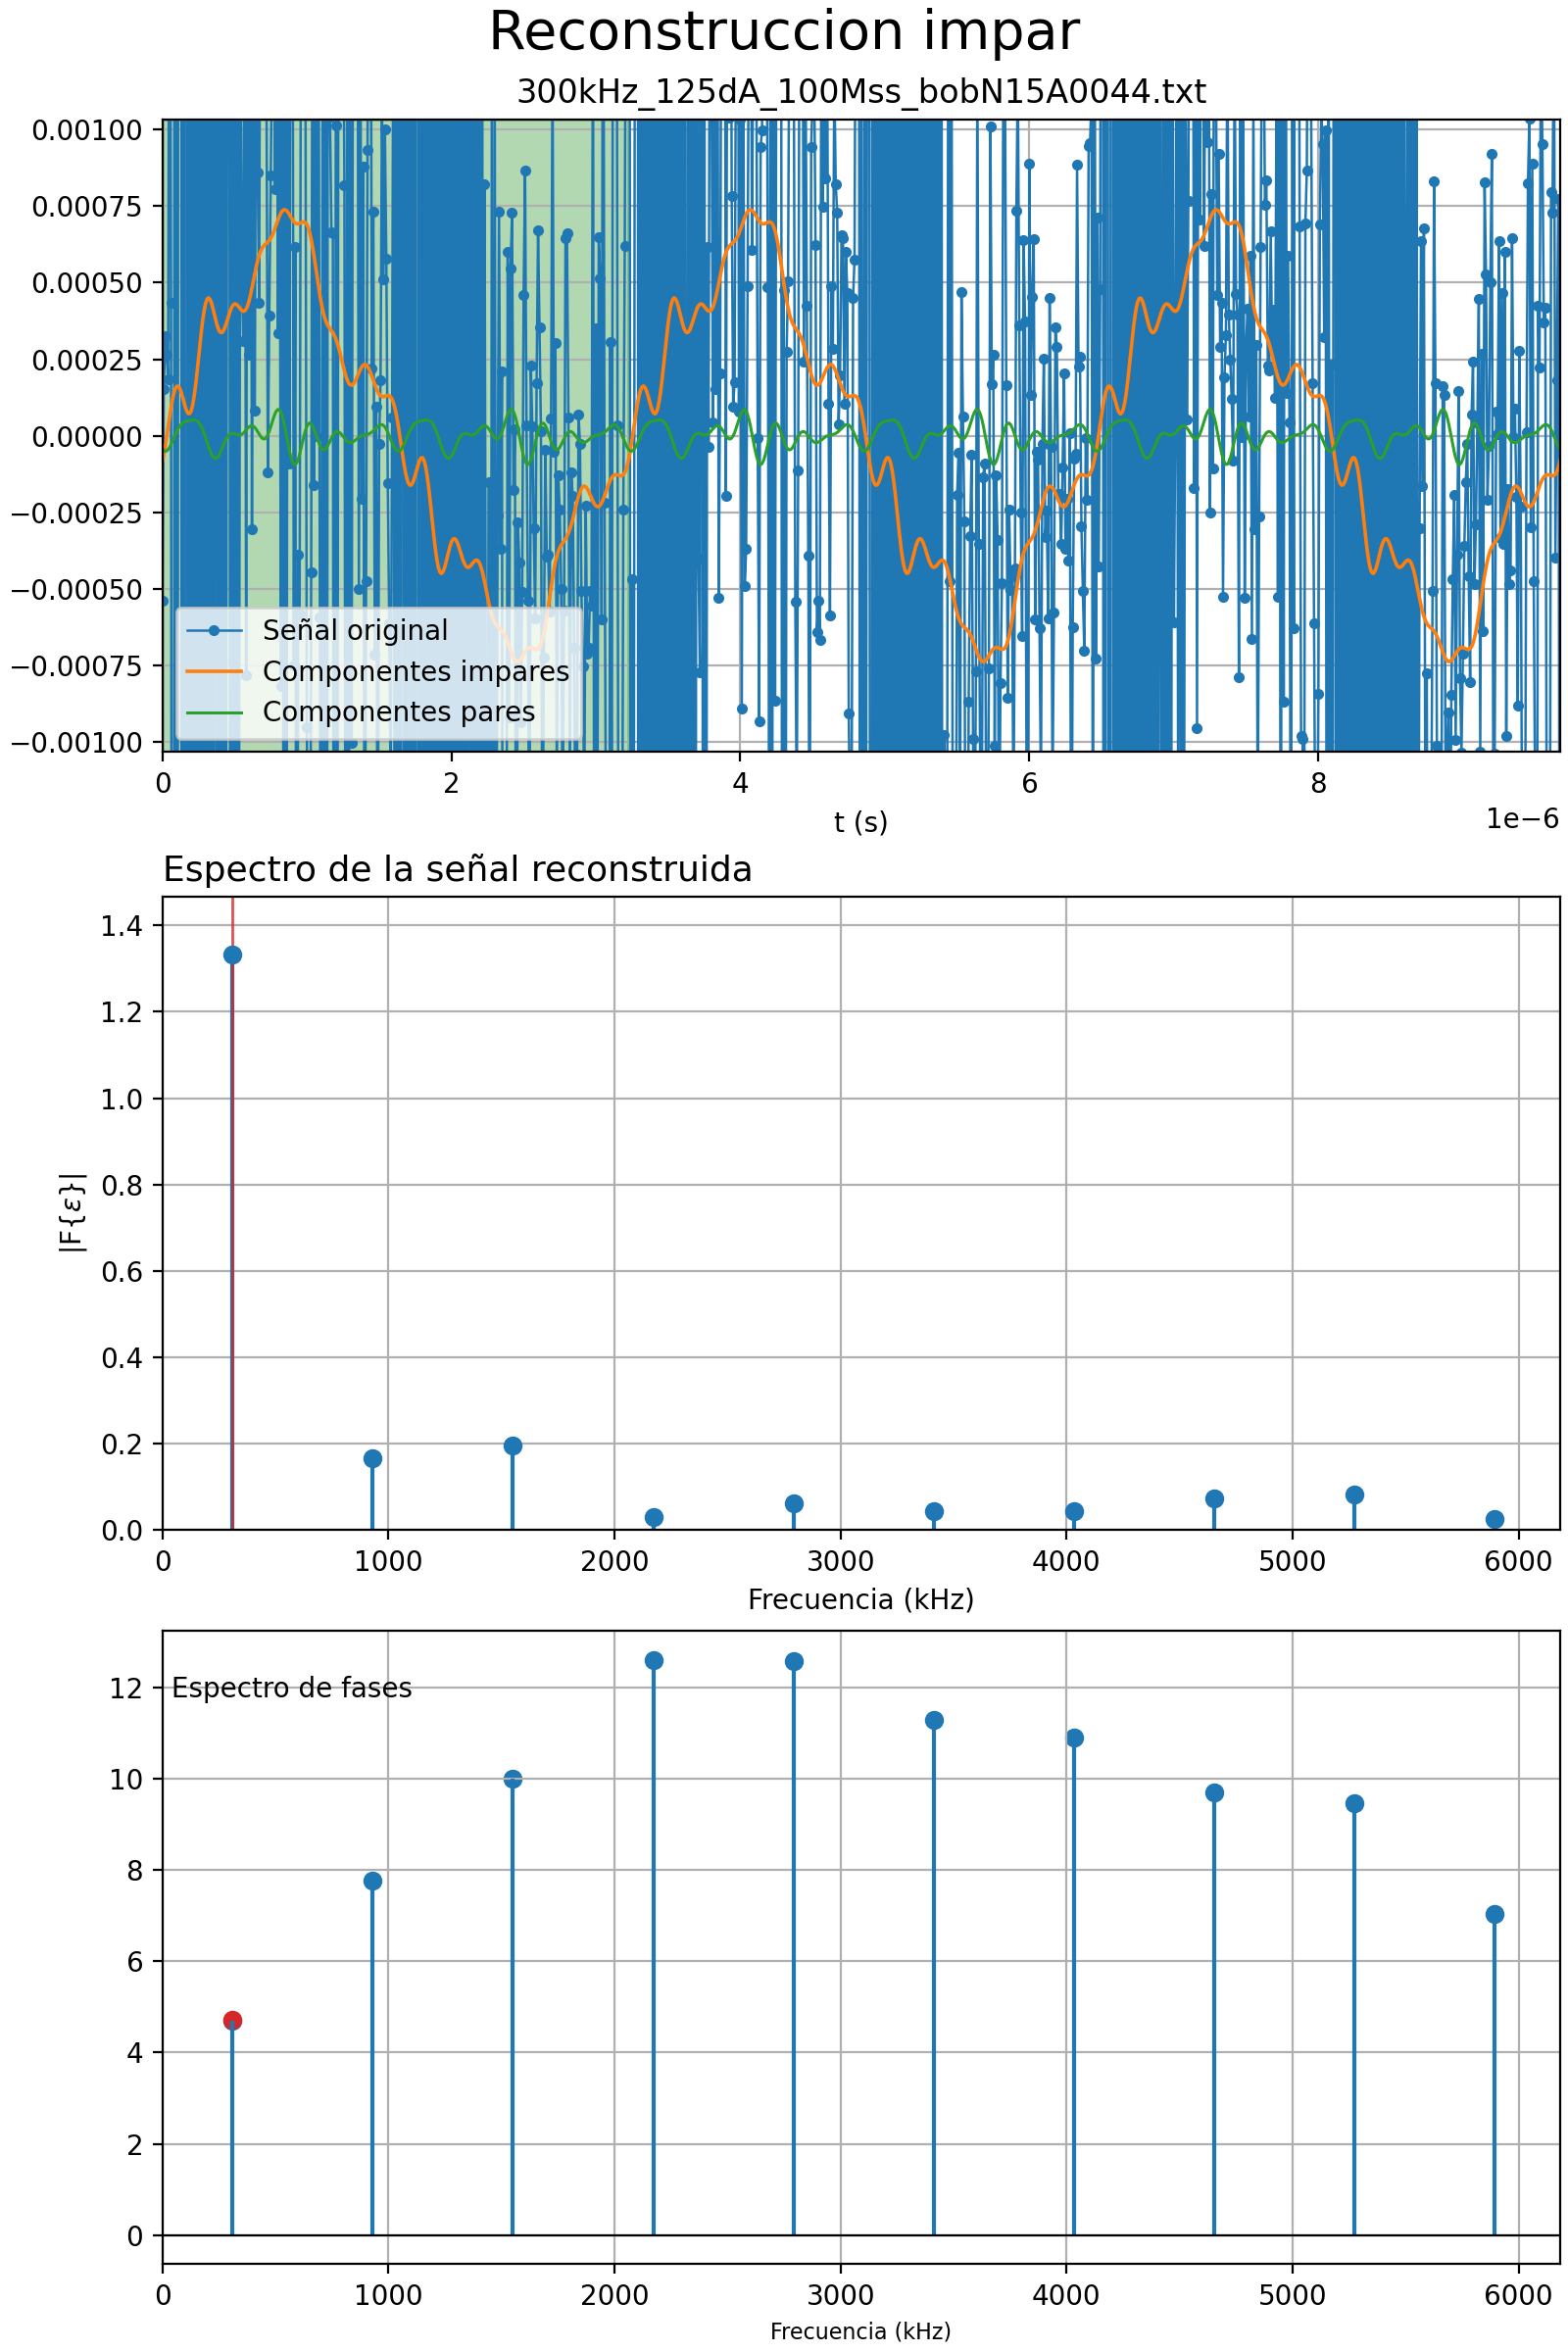 Reconstruccion impar
300kHz_125dA_100Mss_bobN15A0044.txt
0.00100
0.00075
0.00050
0.00025
0.00000
−0.00025
−0.00050
−0.00075
−0.00100
Señal original
Componentes impares
Componentes pares
0 2 4 6 8
1e−6
t (s)
Espectro de la señal reconstruida
1.4
1.2
1.0
0.8
0.6
0.4
0.2
0.0
|F{ε}|
0 1000 2000 3000 4000 5000 6000
Frecuencia (kHz)
Espectro de fases
12
10
8
6
4
2
0
0 1000 2000 3000 4000 5000 6000
Frecuencia (kHz)